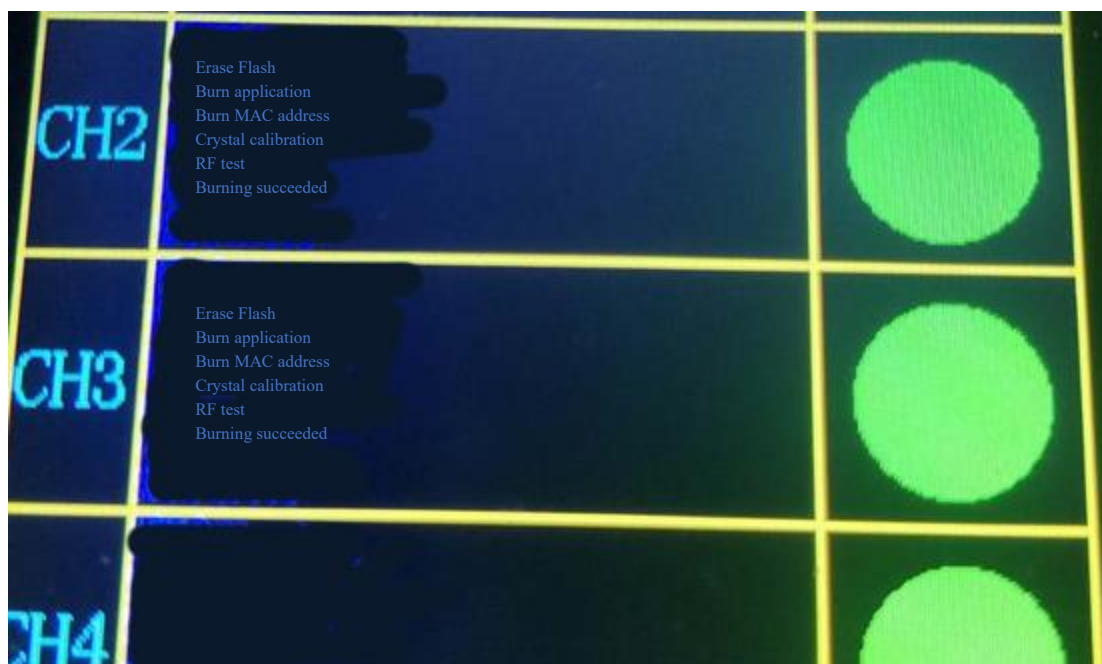 CH2
Erase Flash
Burn application
Burn MAC address
Crystal calibration
RF test
Burning succeeded
CH3
Erase Flash
Burn application
Burn MAC address
Crystal calibration
RF test
Burning succeeded
CH4